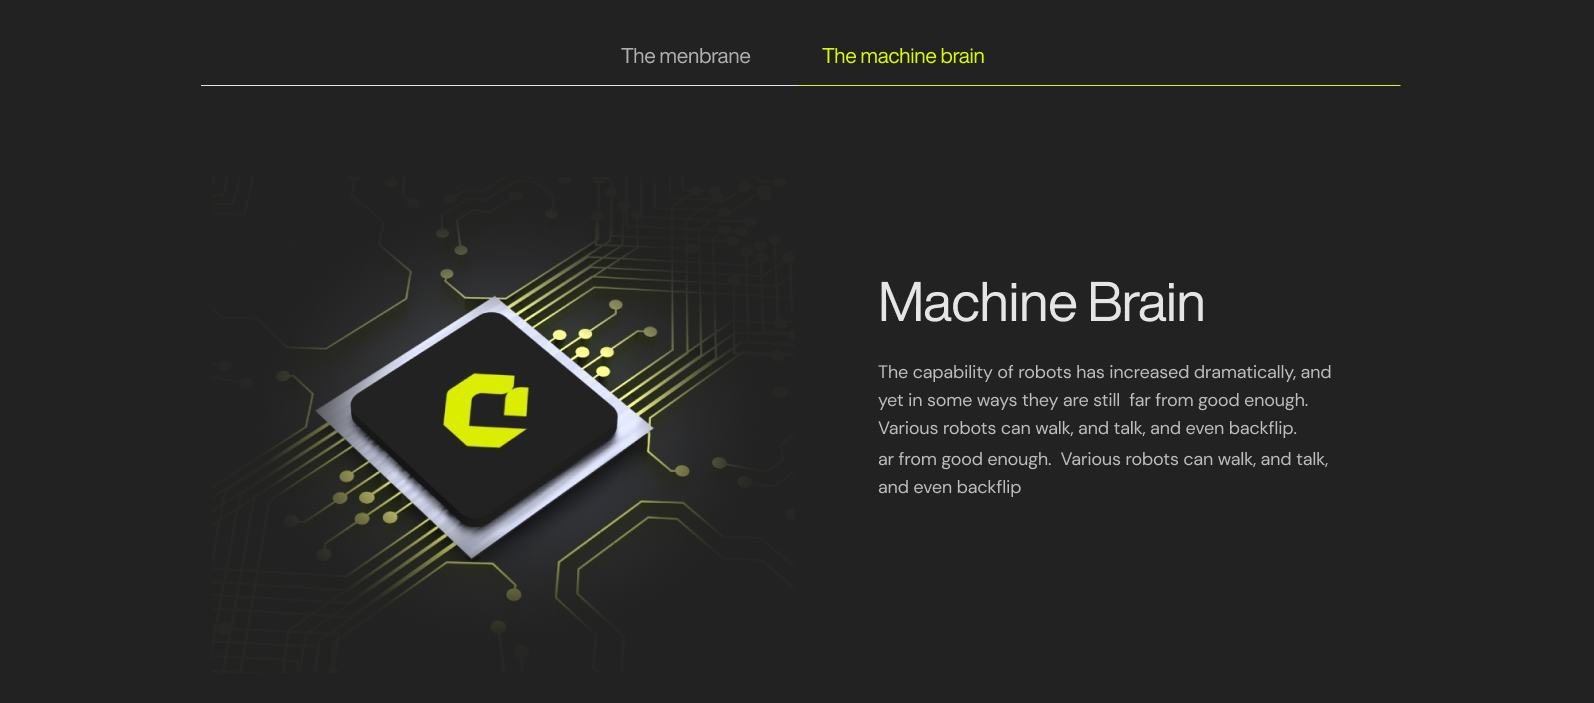 The menbrane
The machine brain
Machine Brain
The capability of robots has increased dramatically, and
yet in some ways they are still  far from good enough.
Various robots can walk, and talk, and even backflip.
ar from good enough.  Various robots can walk, and talk,
and even backflip